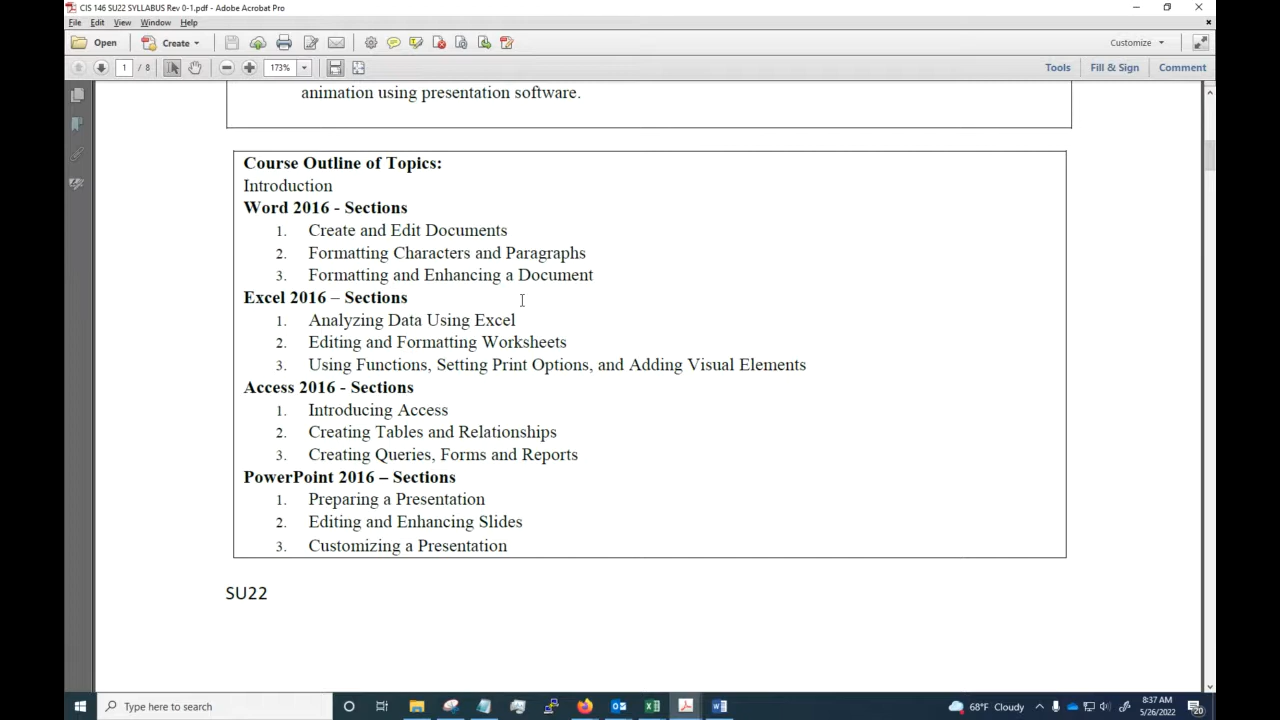 CIS 146 SU22 SYLLABUS Rev 0-1.pdf - Adobe Acrobat Pro
File Edit View Window Help
Open Create Customize
1 / 8 173% Tools Fill & Sign Comment
animation using presentation software.
Course Outline of Topics:
Introduction
Word 2016 - Sections
1. Create and Edit Documents
2. Formatting Characters and Paragraphs
3. Formatting and Enhancing a Document
Excel 2016 – Sections
1. Analyzing Data Using Excel
2. Editing and Formatting Worksheets
3. Using Functions, Setting Print Options, and Adding Visual Elements
Access 2016 - Sections
1. Introducing Access
2. Creating Tables and Relationships
3. Creating Queries, Forms and Reports
PowerPoint 2016 – Sections
1. Preparing a Presentation
2. Editing and Enhancing Slides
3. Customizing a Presentation
SU22
Type here to search
68°F Cloudy
8:37 AM
5/26/2022
20